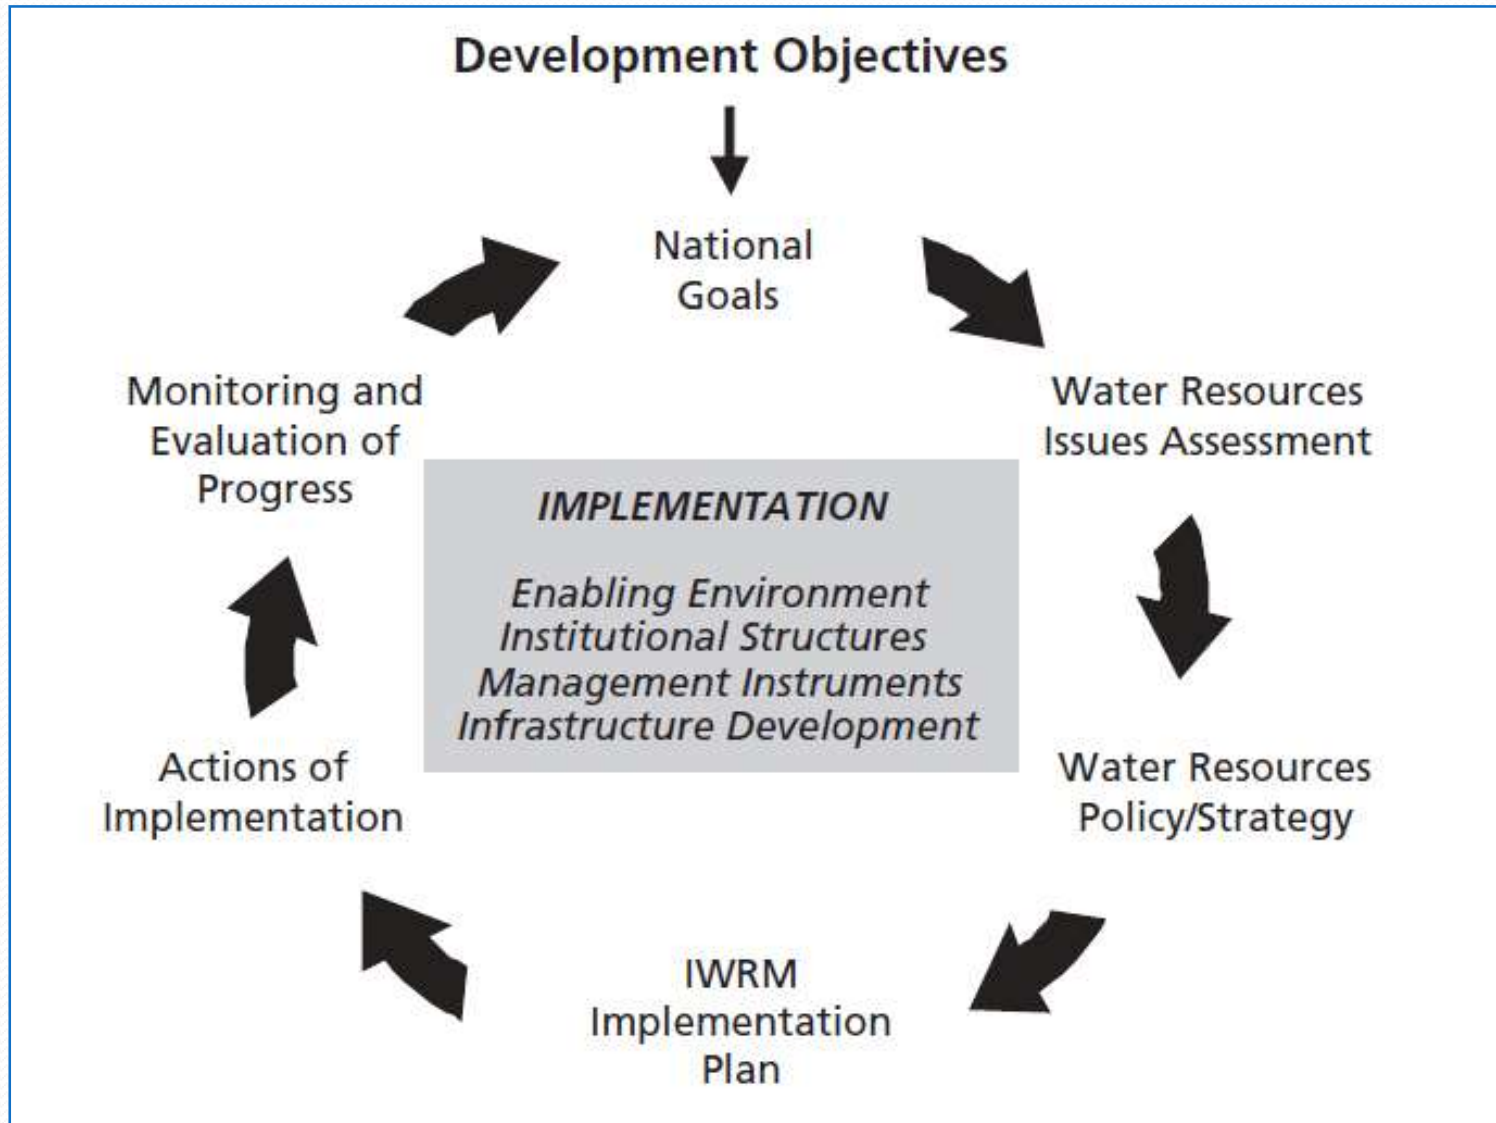 Development Objectives
National
Goals
Water Resources
Issues Assessment
Water Resources
Policy/Strategy
IWRM
Implementation
Plan
Actions of
Implementation
Monitoring and
Evaluation of
Progress
IMPLEMENTATION
Enabling Environment
Institutional Structures
Management Instruments
Infrastructure Development